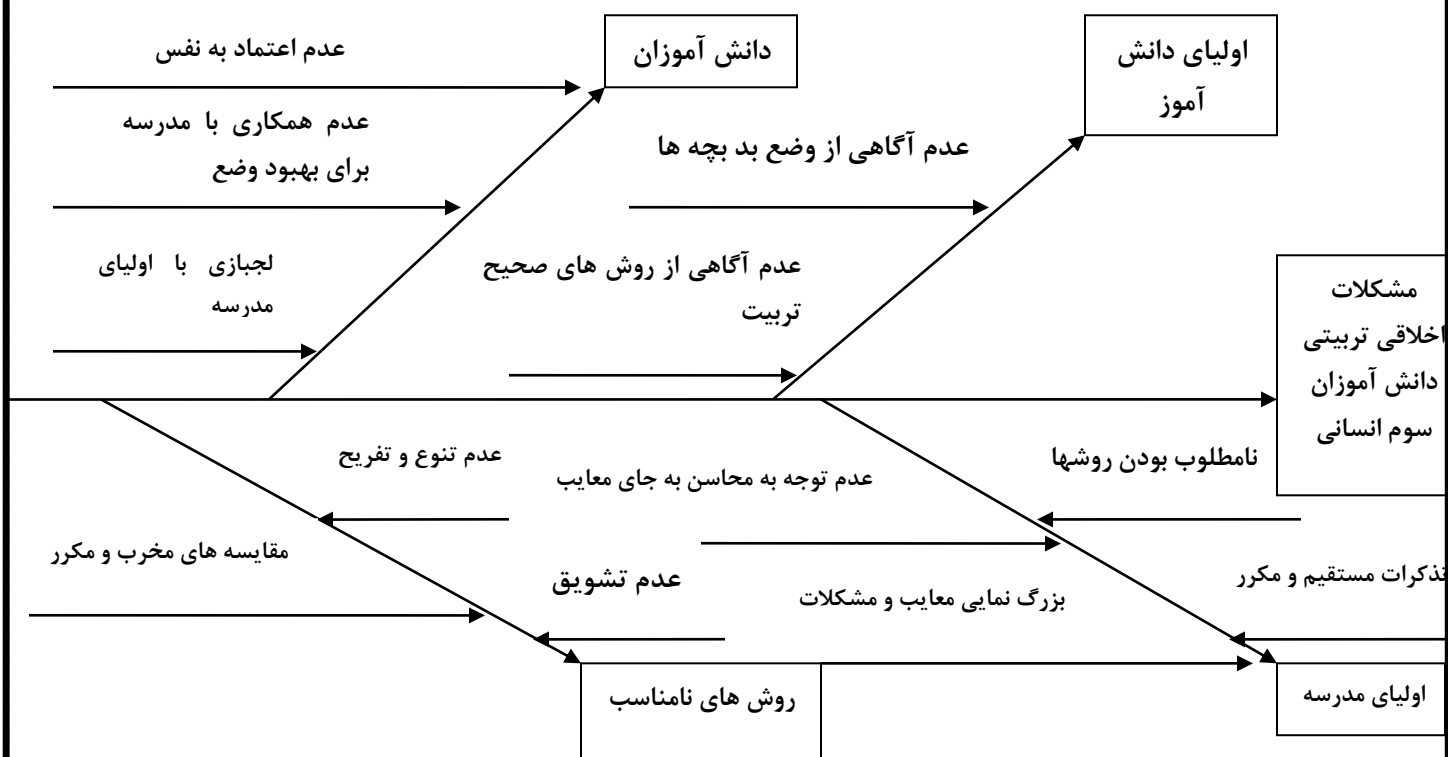 دانش آموزان
اولیای دانش
آموز
عدم اعتماد به نفس
عدم همکاری با مدرسه
برای بهبود وضع
عدم آگاهی از وضع بد بچه ها
لجبازی با اولیای
مدرسه
عدم آگاهی از روش های صحیح
تربیت
مشکلات
اخلاقی تربیتی
دانش آموزان
سوم انسانی
نامطلوب بودن روشها
عدم توجه به محاسن به جای معایب
عدم تنوع و تفریح
تذکرات مستقیم و مکرر
بزرگ نمایی معایب و مشکلات
عدم تشویق
مقایسه های مخرب و مکرر
اولیای مدرسه
روش های نامناسب